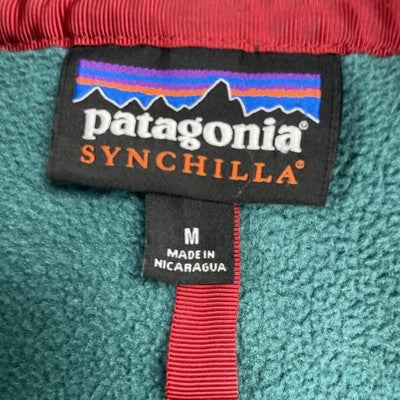 patagonia®
SYNCHILLA®
M
MADE IN
NICARAGUA